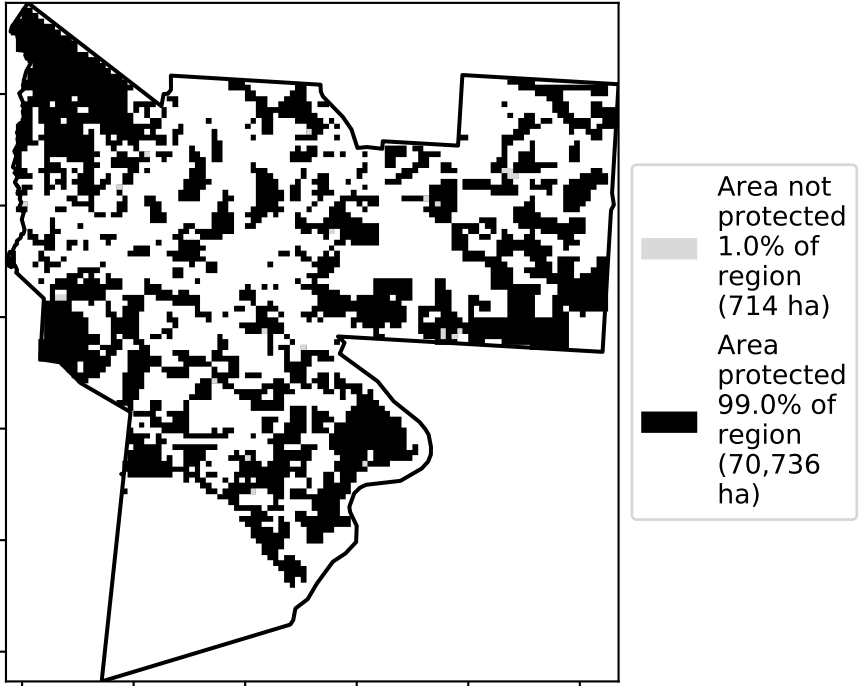 Area not
protected
1.0% of
region
(714 ha)
Area
protected
99.0% of
region
(70,736
ha)